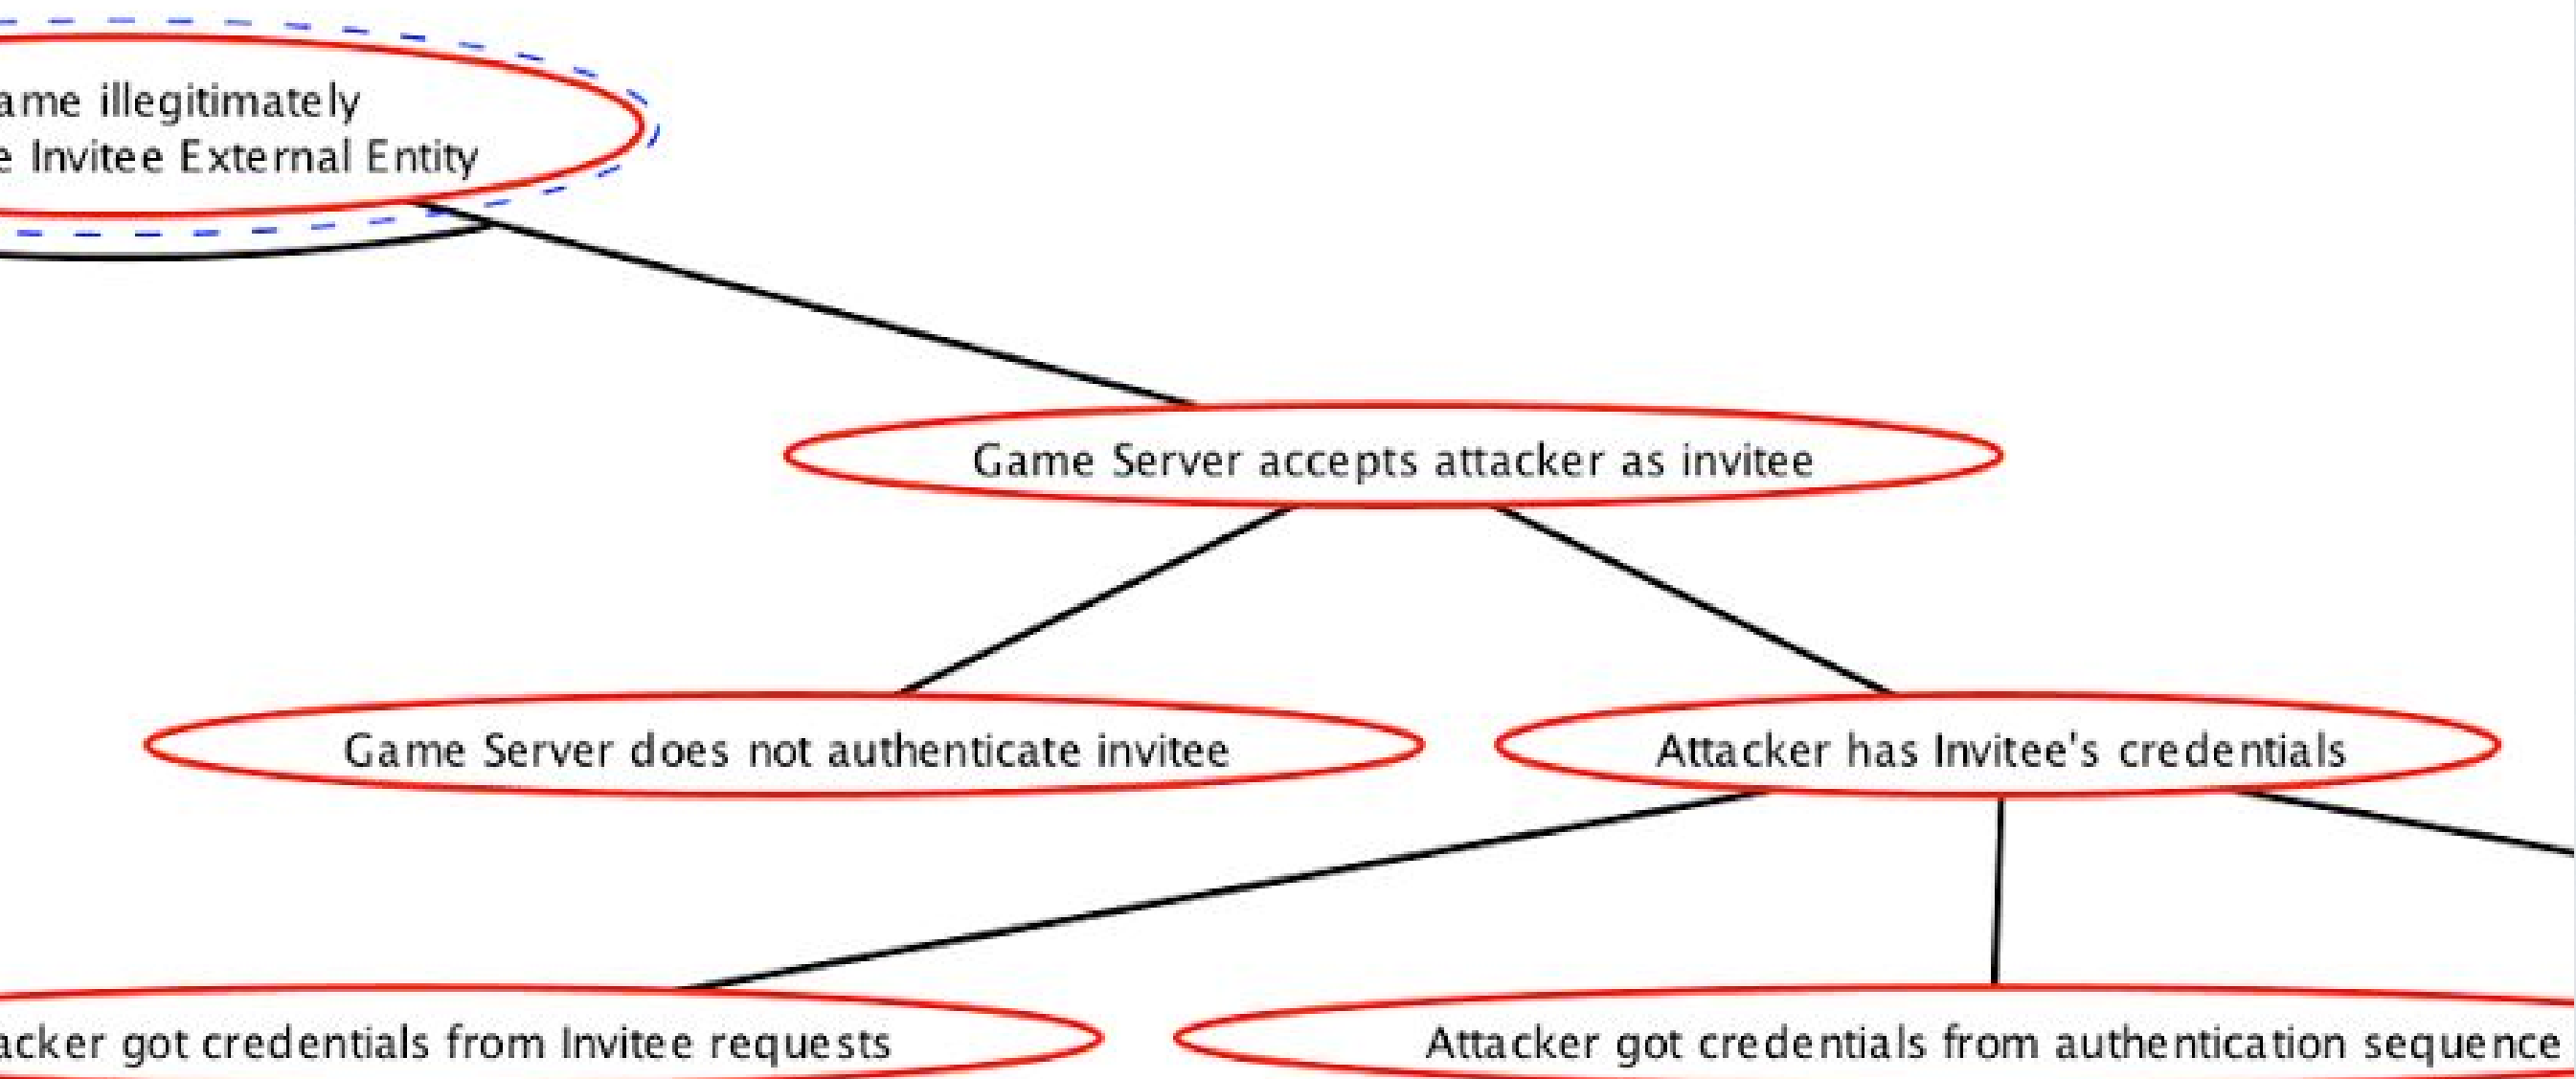 ame illegitimately
e Invitee External Entity
Game Server accepts attacker as invitee
Game Server does not authenticate invitee
Attacker has Invitee's credentials
acker got credentials from Invitee requests
Attacker got credentials from authentication sequence